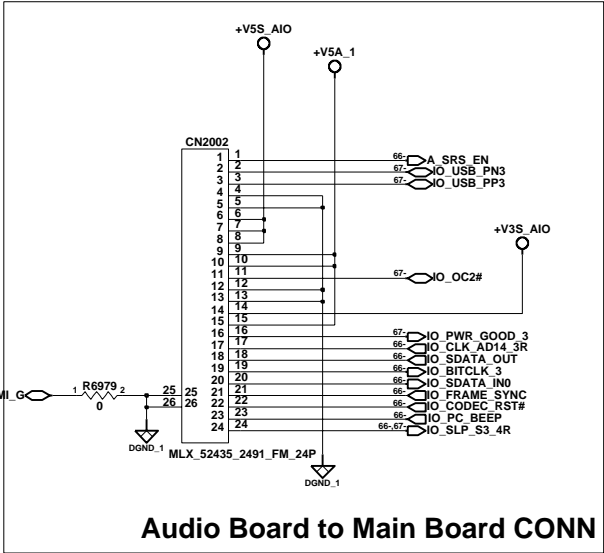 +V5S_AIO
+V5A_1
CN2002
1 1 66- A_SRS_EN
2 2 67- IO_USB_PN3
3 3 67- IO_USB_PP3
4 4
5 5
6 6
7 7
8 8
+V3S_AIO
9 9
10 10
11 11 67- IO_OC2#
12 12
13 13
14 14
15 15
16 16 67- IO_PWR_GOOD_3
17 17 66- IO_CLK_AD14_3R
18 18 66- IO_SDATA_OUT
19 19 66- IO_BITCLK_3
20 20 66- IO_SDATA_IN0
21 21 66- IO_FRAME_SYNC
22 22 66- IO_CODEC_RST#
23 23 66- IO_PC_BEEP
24 24 66-,67- IO_SLP_S3_4R
MI_G 1 R6979 2 25 25
0 26 26
DGND_1 MLX_52435_2491_FM_24P
DGND_1
Audio Board to Main Board CONN